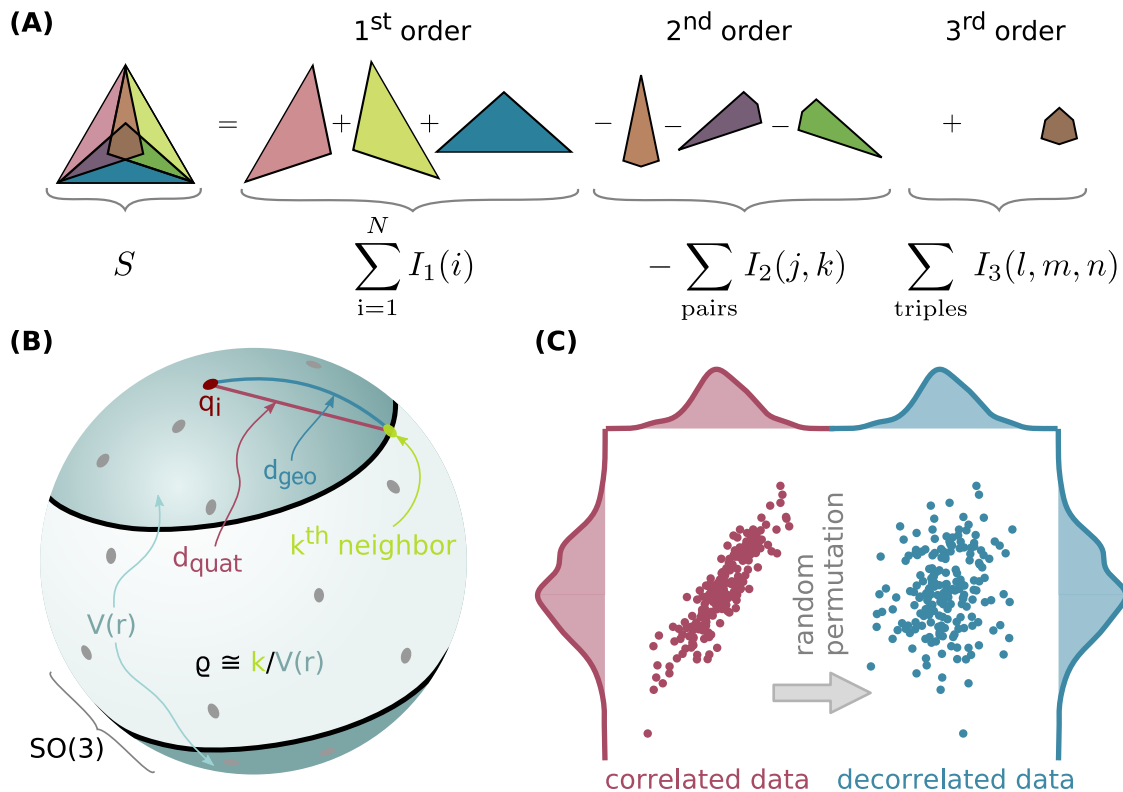 (A)
1st order
2nd order
3rd order
= + + − − − +
S
N
∑ I1(i)
i=1
− ∑ I2(j, k)
pairs
∑ I3(l, m, n)
triples
(B)
qi
dgeo
dquat
kth neighbor
V(r)
ϱ ≅ k/V(r)
SO(3)
(C)
random
permutation
correlated data
decorrelated data